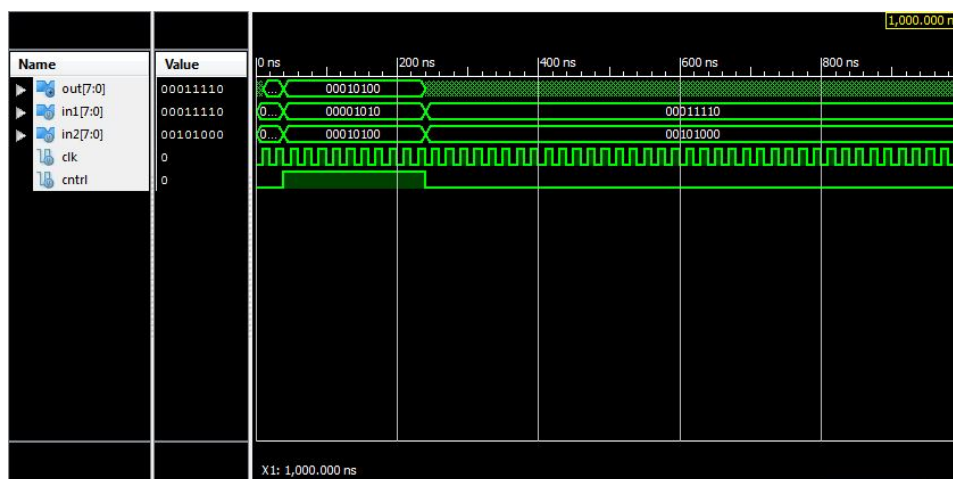 1,000.000 n
Name Value 0 ns 200 ns 400 ns 600 ns 800 ns
out[7:0] 00011110 ... 00010100
in1[7:0] 00011110 0... 00001010 00011110
in2[7:0] 00101000 0... 00010100 00101000
clk 0
cntrl 0
X1: 1,000.000 ns